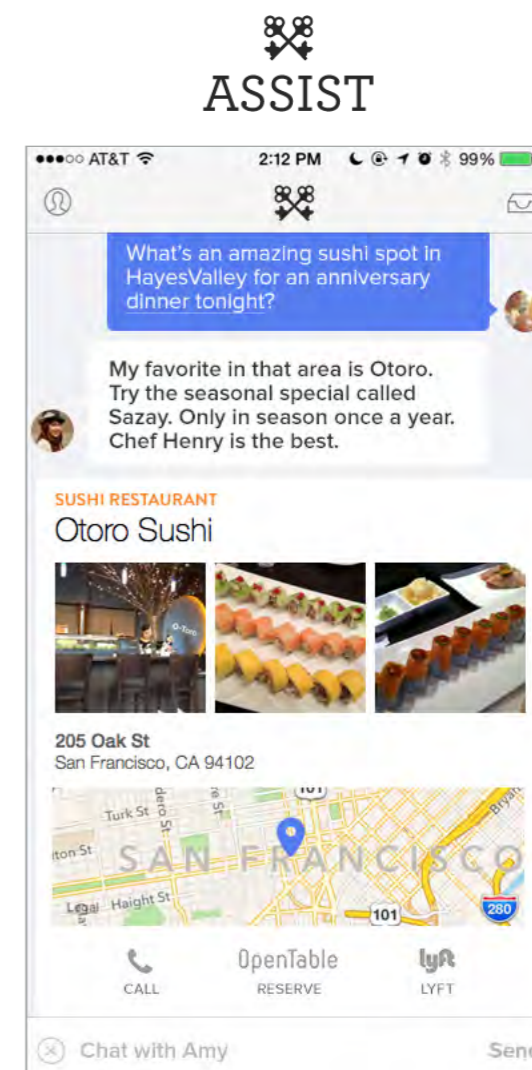 ASSIST
AT&T 2:12 PM 99%
What's an amazing sushi spot in
HayesValley for an anniversary
dinner tonight?
My favorite in that area is Otoro.
Try the seasonal special called
Sazay. Only in season once a year.
Chef Henry is the best.
SUSHI RESTAURANT
Otoro Sushi
O-Toro
205 Oak St
San Francisco, CA 94102
101
Turk St
SAN FRANCISCO
Haight St
101
280
OpenTable
lyft
CALL
RESERVE
LYFT
Chat with Amy
Send